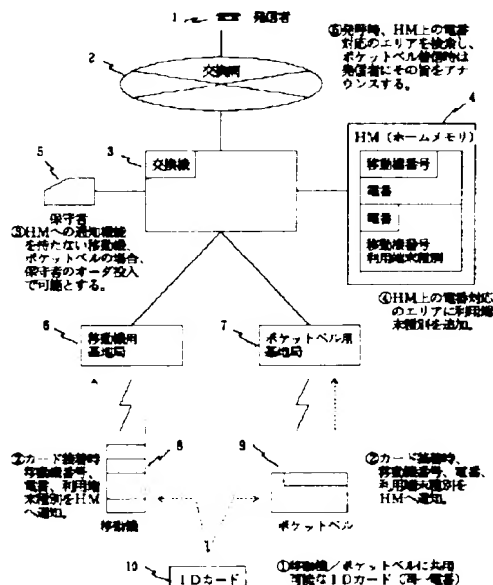 1 発信者
⑤発呼時、HM上の電番
対応のエリアを検索し、
ポケットベル着信時は
発信者にその旨をアナ
ウンスする。
2
交換網
4
HM（ホームメモリ）
移動機番号
電番
電番
移動機番号
利用端末種別
3
交換機
5
保守者
③HMへの通知機能
を持たない移動機、
ポケットベルの場合、
保守者のオーダ投入
で可能とする。
④HM上の電番対応
のエリアに利用端
末種別を追加。
6
移動機用
基地局
7
ポケットベル用
基地局
②カード接着時
移動機番号、
電番、利用端
末種別をHM
へ通知。
8
移動機
9
ポケットベル
②カード接着時、
移動機番号、電番、
利用端末種別を
HMへ通知。
10
IDカード
①移動機／ポケットベルに共用
可能なIDカード（同一電番）